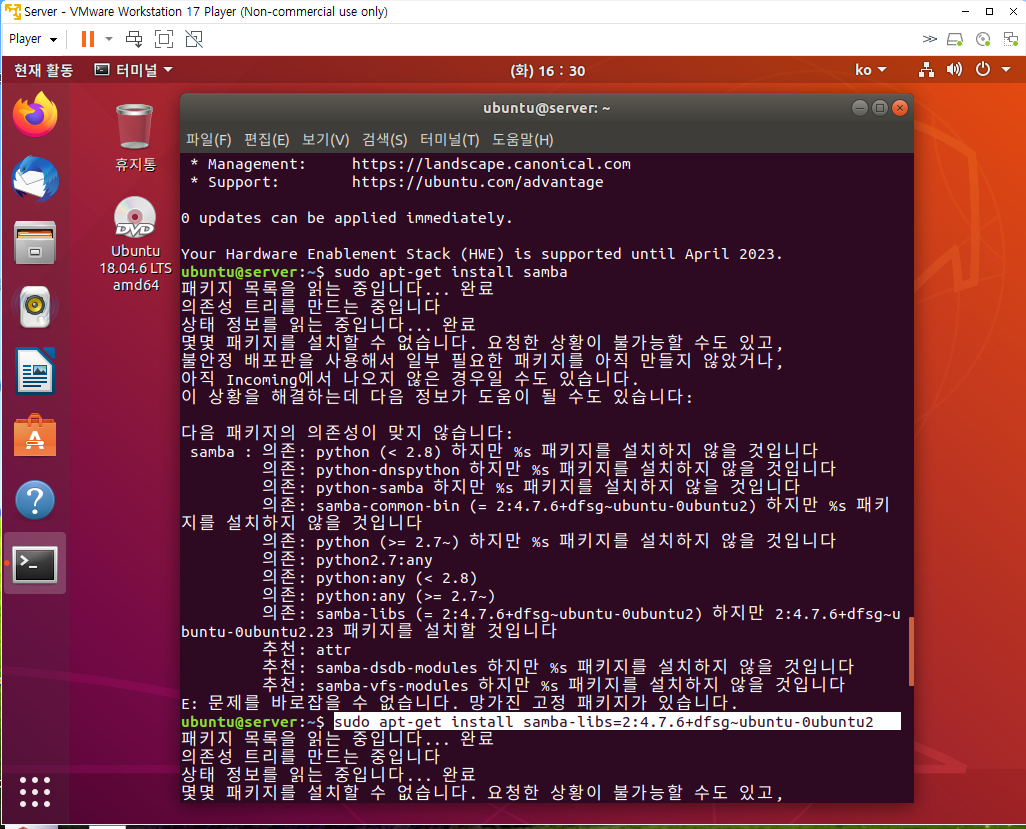 Server - VMware Workstation 17 Player (Non-commercial use only)
Player
현재 활동
터미널
(화) 16 : 30
ko
휴지통
DVD
Ubuntu
18.04.6 LTS
amd64
ubuntu@server: ~
파일(F) 편집(E) 보기(V) 검색(S) 터미널(T) 도움말(H)
* Management:     https://landscape.canonical.com
* Support:        https://ubuntu.com/advantage
0 updates can be applied immediately.
Your Hardware Enablement Stack (HWE) is supported until April 2023.
ubuntu@server:~$ sudo apt-get install samba
패키지 목록을 읽는 중입니다... 완료
의존성 트리를 만드는 중입니다
상태 정보를 읽는 중입니다... 완료
몇몇 패키지를 설치할 수 없습니다. 요청한 상황이 불가능할 수도 있고,
불안정 배포판을 사용해서 일부 필요한 패키지를 아직 만들지 않았거나,
아직 Incoming에서 나오지 않은 경우일 수도 있습니다.
이 상황을 해결하는데 다음 정보가 도움이 될 수도 있습니다:
다음 패키지의 의존성이 맞지 않습니다:
samba : 의존: python (< 2.8) 하지만 %s 패키지를 설치하지 않을 것입니다
의존: python-dnspython 하지만 %s 패키지를 설치하지 않을 것입니다
의존: python-samba 하지만 %s 패키지를 설치하지 않을 것입니다
의존: samba-common-bin (= 2:4.7.6+dfsg~ubuntu-0ubuntu2) 하지만 %s 패키
지를 설치하지 않을 것입니다
의존: python (>= 2.7~) 하지만 %s 패키지를 설치하지 않을 것입니다
의존: python2.7:any
의존: python:any (< 2.8)
의존: python:any (>= 2.7~)
의존: samba-libs (= 2:4.7.6+dfsg~ubuntu-0ubuntu2) 하지만 2:4.7.6+dfsg~u
buntu-0ubuntu2.23 패키지를 설치할 것입니다
추천: attr
추천: samba-dsdb-modules 하지만 %s 패키지를 설치하지 않을 것입니다
추천: samba-vfs-modules 하지만 %s 패키지를 설치하지 않을 것입니다
E: 문제를 바로잡을 수 없습니다. 망가진 고정 패키지가 있습니다.
ubuntu@server:~$ sudo apt-get install samba-libs=2:4.7.6+dfsg~ubuntu-0ubuntu2
패키지 목록을 읽는 중입니다... 완료
의존성 트리를 만드는 중입니다
상태 정보를 읽는 중입니다... 완료
몇몇 패키지를 설치할 수 없습니다. 요청한 상황이 불가능할 수도 있고,